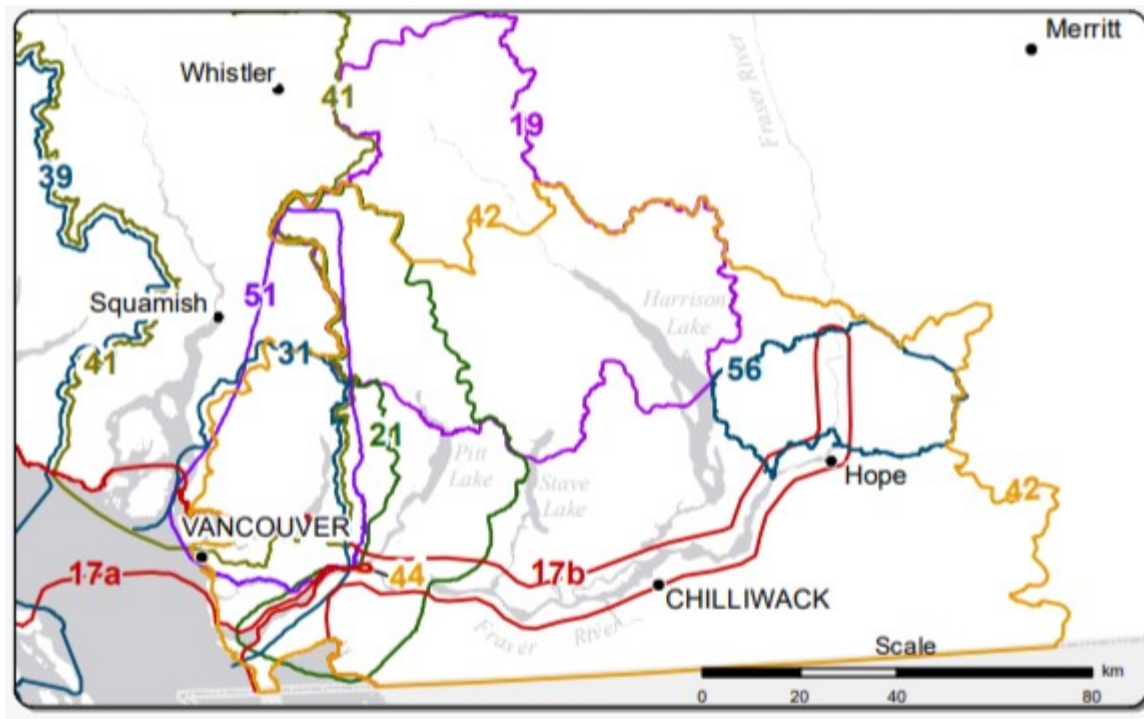 Merritt
Whistler
Fraser River
41
19
39
42
51
Squamish
Harrison
Lake
31
41
56
21
Pitt
Lake
Stave
Lake
Hope
42
VANCOUVER
17a
44
17b
CHILLIWACK
Fraser River
Scale
km
0 20 40 80